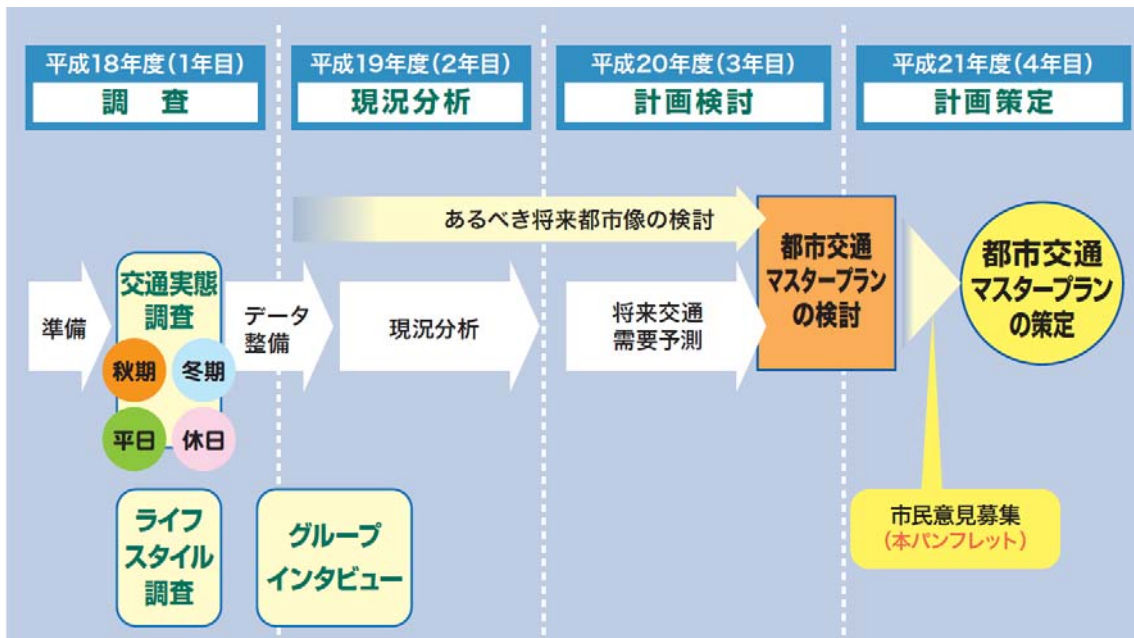 平成18年度(1年目)
調 査
平成19年度(2年目)
現況分析
平成20年度(3年目)
計画検討
平成21年度(4年目)
計画策定
あるべき将来都市像の検討
準備
交通実態
調査
秋期
冬期
平日
休日
データ
整備
現況分析
将来交通
需要予測
都市交通
マスタープラン
の検討
都市交通
マスタープラン
の策定
ライフ
スタイル
調査
グループ
インタビュー
市民意見募集
(本パンフレット)